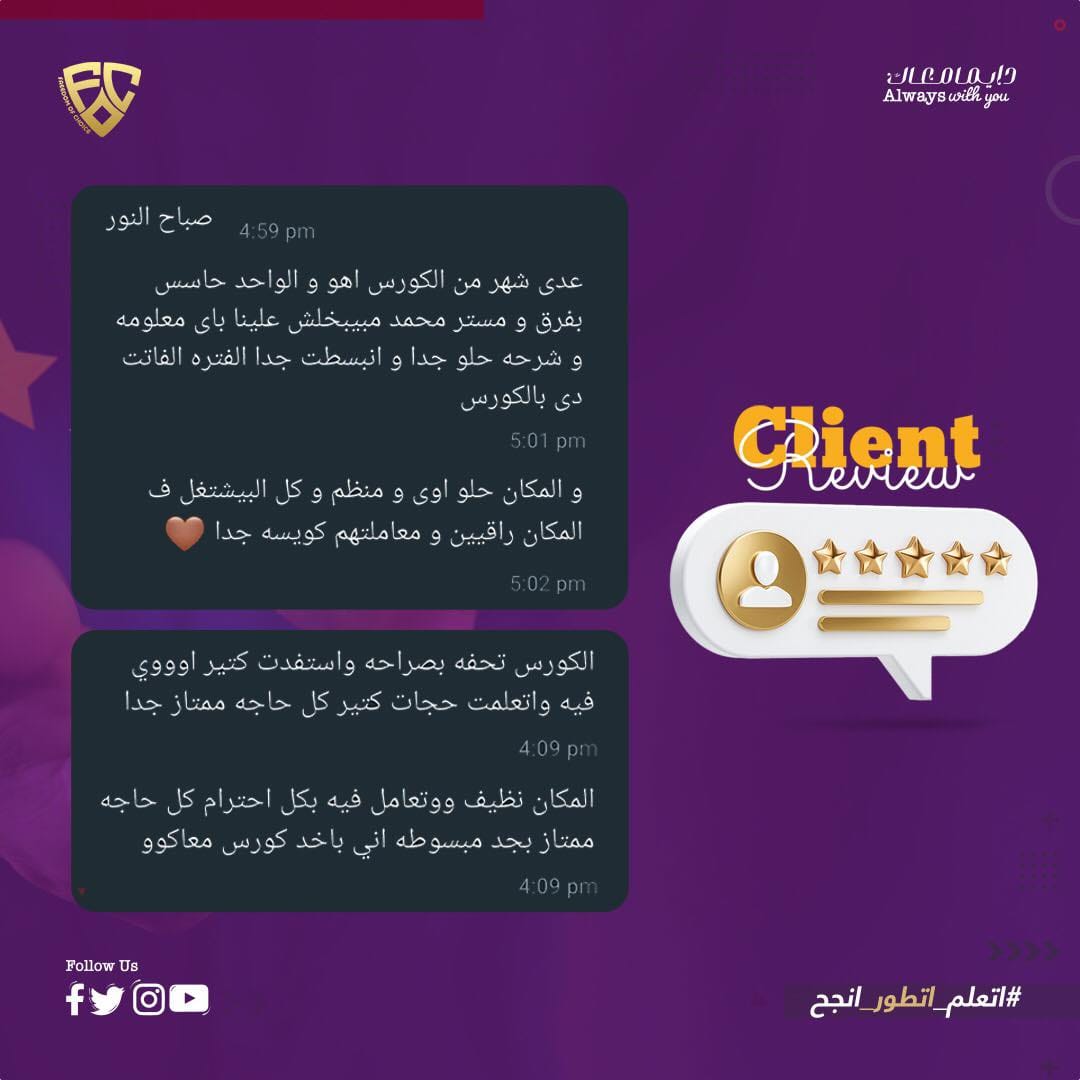 FOC
FREEDOM OF CHOICE
دايما معاك
Always with you
صباح النور
4:59 pm
عدى شهر من الكورس اهو و الواحد حاسس
بفرق و مستر محمد مبيبخلش علينا باى معلومه
و شرحه حلو جدا و انبسطت جدا الفتره الفاتت
دى بالكورس
5:01 pm
و المكان حلو اوى و منظم و كل البيشتغل ف
المكان راقيين و معاملتهم كويسه جدا 🤎
5:02 pm
الكورس تحفه بصراحه واستفدت كتير اوووي
فيه واتعلمت حجات كتير كل حاجه ممتاز جدا
4:09 pm
المكان نظيف ووتعامل فيه بكل احترام كل حاجه
ممتاز بجد مبسوطه اني باخد كورس معاكوو
4:09 pm
Client
Review
Follow Us
#اتعلم_اتطور_انجح